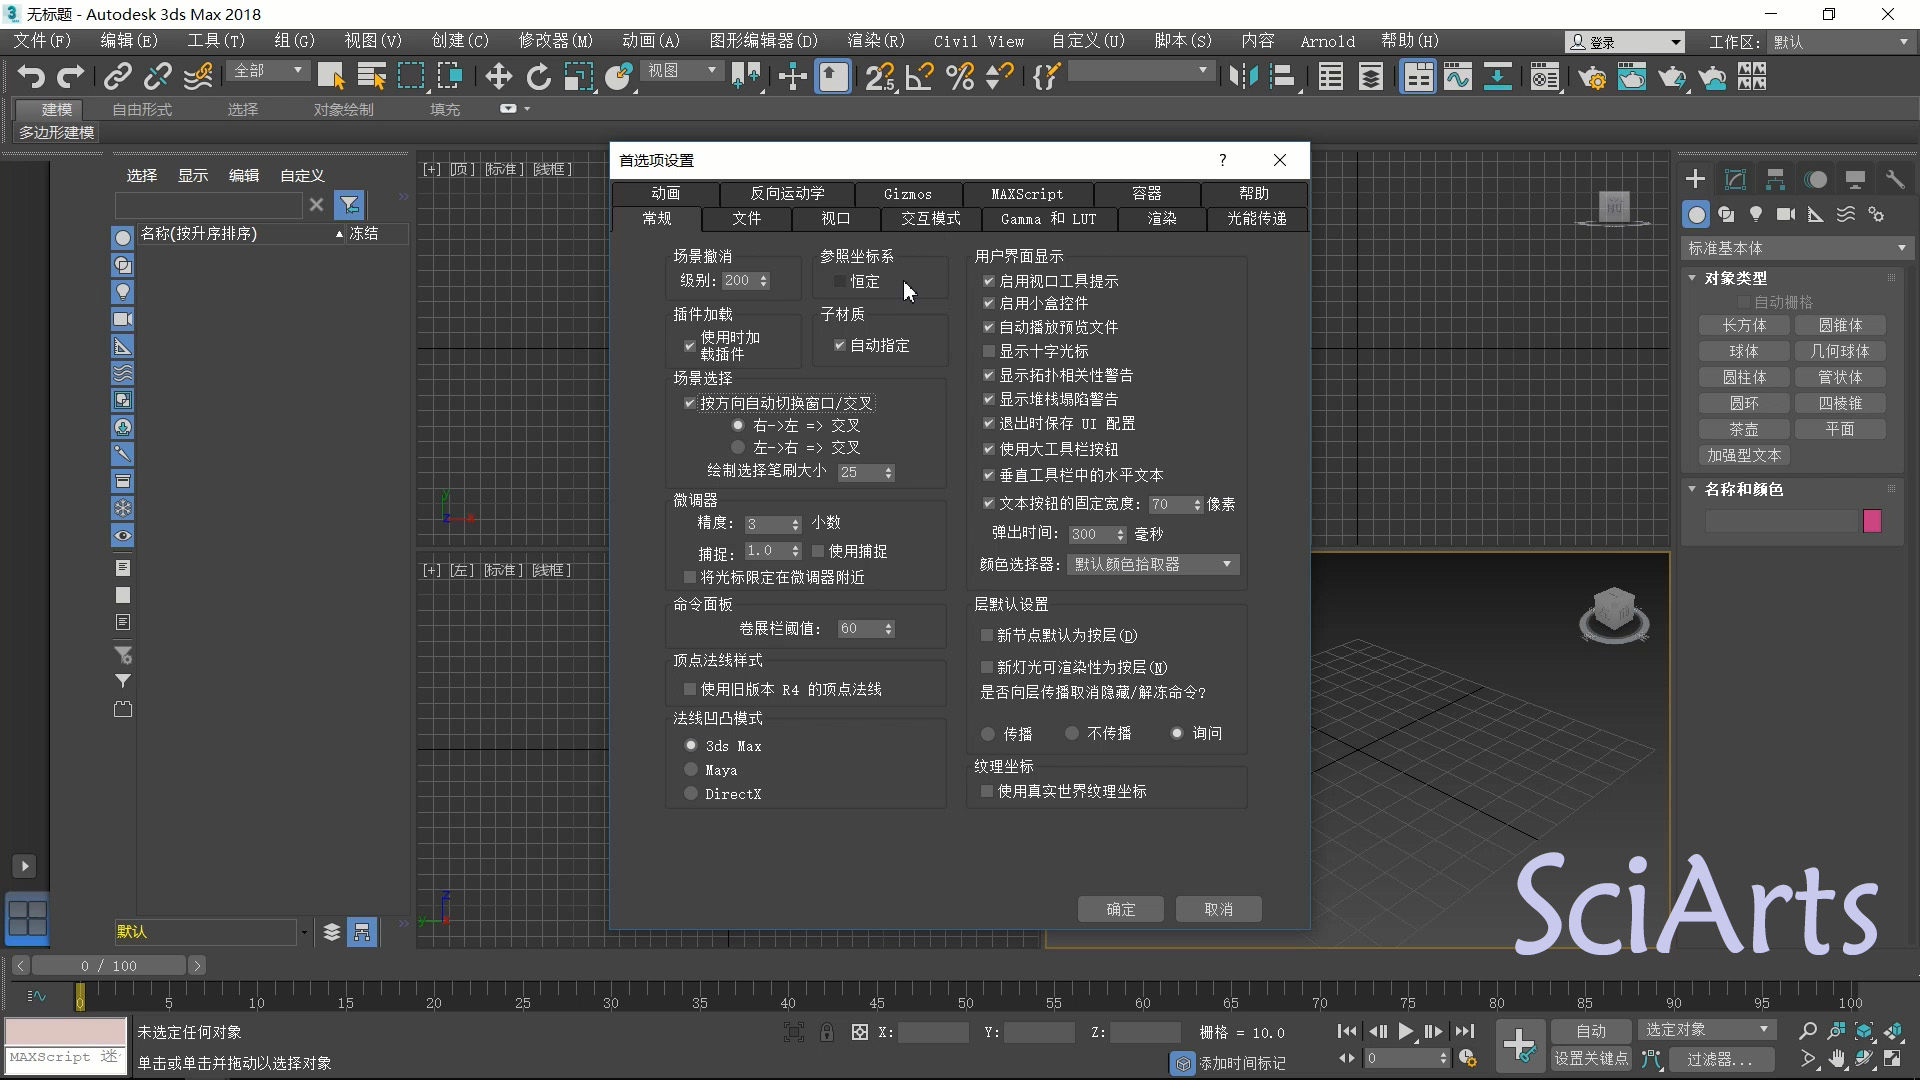 无标题 - Autodesk 3ds Max 2018
文件(F) 编辑(E) 工具(T) 组(G) 视图(V) 创建(C) 修改器(M) 动画(A) 图形编辑器(D) 渲染(R) Civil View 自定义(U) 脚本(S) 内容 Arnold 帮助(H) 登录 工作区: 默认
全部 视图
建模 自由形式 选择 对象绘制 填充
多边形建模
选择 显示 编辑 自定义
名称(按升序排序) 冻结
[+] [顶] [标准] [线框]
首选项设置
动画 反向运动学 Gizmos MAXScript 容器 帮助
常规 文件 视口 交互模式 Gamma 和 LUT 渲染 光能传递
场景撤消
级别: 200
参照坐标系
恒定
插件加载
使用时加
载插件
子材质
自动指定
场景选择
按方向自动切换窗口/交叉
右->左 => 交叉
左->右 => 交叉
绘制选择笔刷大小 25
微调器
精度: 3 小数
捕捉: 1.0 使用捕捉
将光标限定在微调器附近
命令面板
卷展栏阈值: 60
顶点法线样式
使用旧版本 R4 的顶点法线
法线凹凸模式
3ds Max
Maya
DirectX
用户界面显示
启用视口工具提示
启用小盒控件
自动播放预览文件
显示十字光标
显示拓扑相关性警告
显示堆栈塌陷警告
退出时保存 UI 配置
使用大工具栏按钮
垂直工具栏中的水平文本
文本按钮的固定宽度: 70 像素
弹出时间: 300 毫秒
颜色选择器: 默认颜色拾取器
层默认设置
新节点默认为按层(D)
新灯光可渲染性为按层(N)
是否向层传播取消隐藏/解冻命令?
传播 不传播 询问
纹理坐标
使用真实世界纹理坐标
确定 取消
前
标准基本体
对象类型
自动栅格
长方体 圆锥体
球体 几何球体
圆柱体 管状体
圆环 四棱锥
茶壶 平面
加强型文本
名称和颜色
[+] [左] [标准] [线框]
SciArts
默认
0 / 100
0 5 10 15 20 25 30 35 40 45 50 55 60 65 70 75 80 85 90 95 100
未选定任何对象 X: Y: Z: 栅格 = 10.0 自动 选定对象
MAXScript 迷
单击或单击并拖动以选择对象 添加时间标记 0 设置关键点 过滤器...